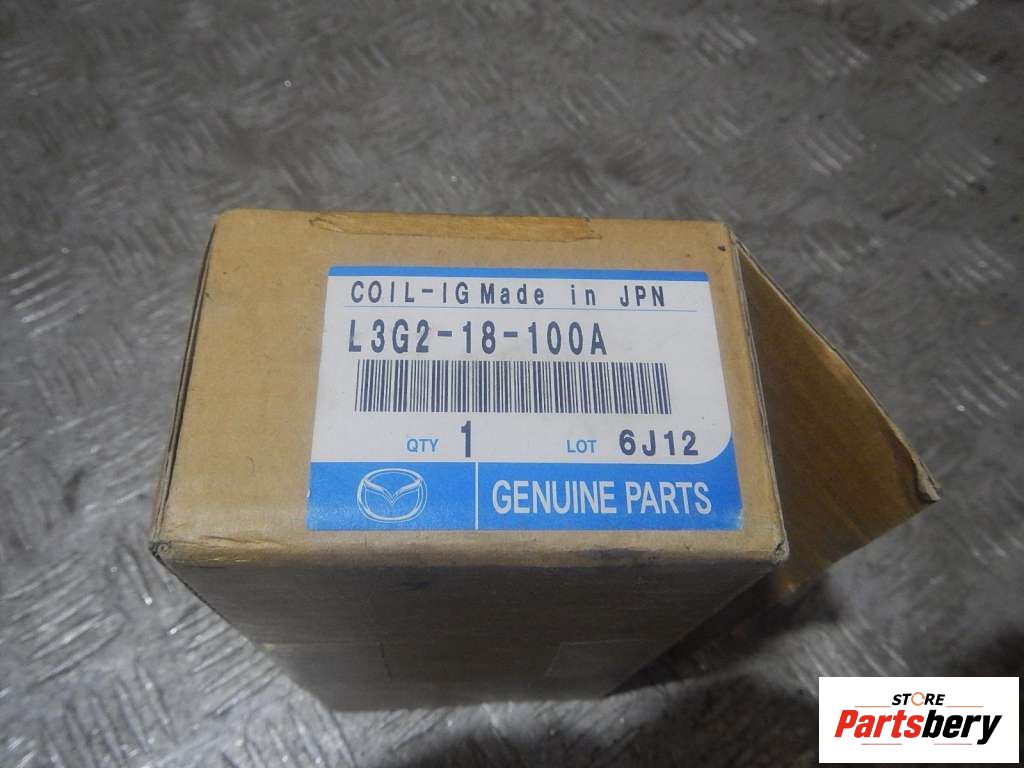 COIL-IG Made in JPN
L3G2-18-100A
QTY 1 LOT 6J12
GENUINE PARTS
STORE
Partsbery